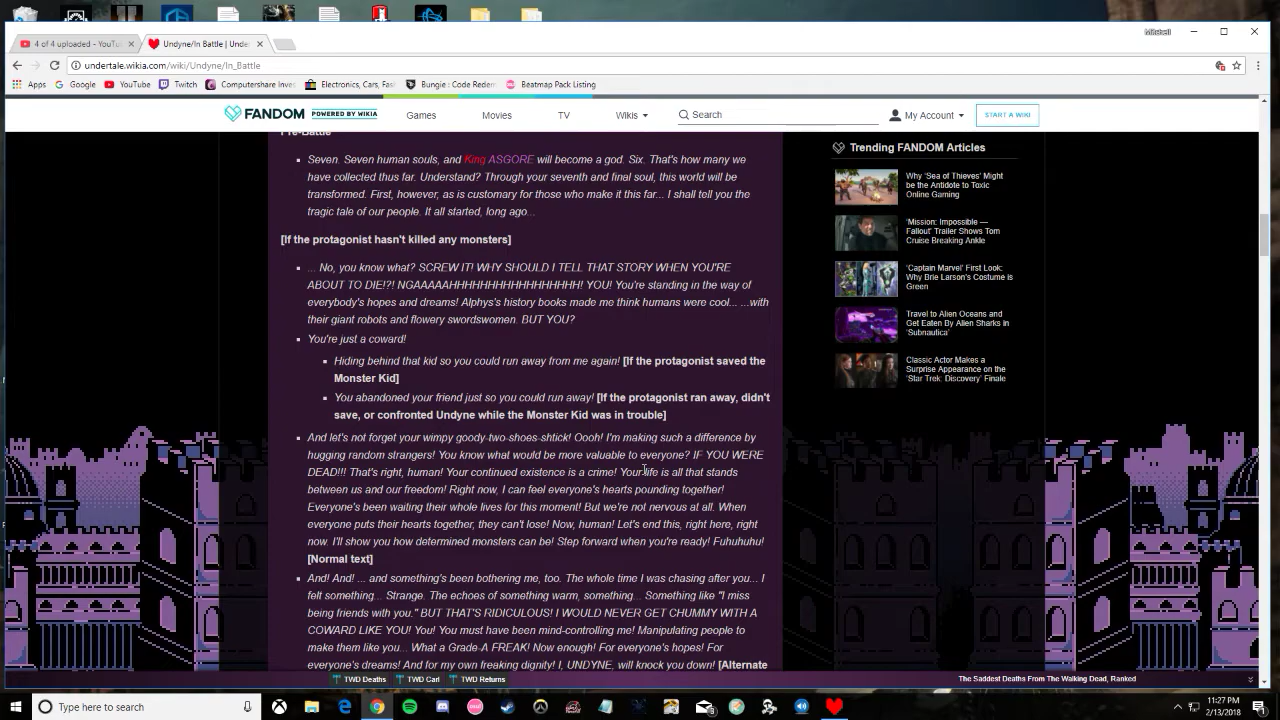 Mitchell
4 of 4 uploaded - YouTu
Undyne/In Battle | Unde
undertale.wikia.com/wiki/Undyne/In_Battle
Apps Google YouTube Twitch Computershare Inves Electronics, Cars, Fas Bungie: Code Redem Beatmap Pack Listing
FANDOM POWERED BY WIKIA Games Movies TV Wikis Search My Account START A WIKI
Pre-Battle
Seven. Seven human souls, and King ASGORE will become a god. Six. That's how many we
have collected thus far. Understand? Through your seventh and final soul, this world will be
transformed. First, however, as is customary for those who make it this far... I shall tell you the
tragic tale of our people. It all started, long ago...
[If the protagonist hasn't killed any monsters]
... No, you know what? SCREW IT! WHY SHOULD I TELL THAT STORY WHEN YOU'RE
ABOUT TO DIE!?! NGAAAAAHHHHHHHHHHHHHHHHH! YOU! You're standing in the way of
everybody's hopes and dreams! Alphys's history books made me think humans were cool... ...with
their giant robots and flowery swordswomen. BUT YOU?
You're just a coward!
Hiding behind that kid so you could run away from me again! [If the protagonist saved the
Monster Kid]
You abandoned your friend just so you could run away! [If the protagonist ran away, didn't
save, or confronted Undyne while the Monster Kid was in trouble]
And let's not forget your wimpy goody-two-shoes-shtick! Oooh! I'm making such a difference by
hugging random strangers! You know what would be more valuable to everyone? IF YOU WERE
DEAD!!! That's right, human! Your continued existence is a crime! Your life is all that stands
between us and our freedom! Right now, I can feel everyone's hearts pounding together!
Everyone's been waiting their whole lives for this moment! But we're not nervous at all. When
everyone puts their hearts together, they can't lose! Now, human! Let's end this, right here, right
now. I'll show you how determined monsters can be! Step forward when you're ready! Fuhuhuhu!
[Normal text]
And! And! ... and something's been bothering me, too. The whole time I was chasing after you... I
felt something... Strange. The echoes of something warm, something... Something like "I miss
being friends with you." BUT THAT'S RIDICULOUS! I WOULD NEVER GET CHUMMY WITH A
COWARD LIKE YOU! You! You must have been mind-controlling me! Manipulating people to
make them like you... What a Grade-A FREAK! Now enough! For everyone's hopes! For
everyone's dreams! And for my own freaking dignity! I, UNDYNE, will knock you down! [Alternate
Trending FANDOM Articles
Why 'Sea of Thieves' Might
be the Antidote to Toxic
Online Gaming
'Mission: Impossible —
Fallout' Trailer Shows Tom
Cruise Breaking Ankle
'Captain Marvel' First Look:
Why Brie Larson's Costume is
Green
Travel to Alien Oceans and
Get Eaten By Alien Sharks in
'Subnautica'
Classic Actor Makes a
Surprise Appearance on the
'Star Trek: Discovery' Finale
TWD Deaths TWD Carl TWD Returns The Saddest Deaths From The Walking Dead, Ranked
Type here to search
11:27 PM
2/13/2018